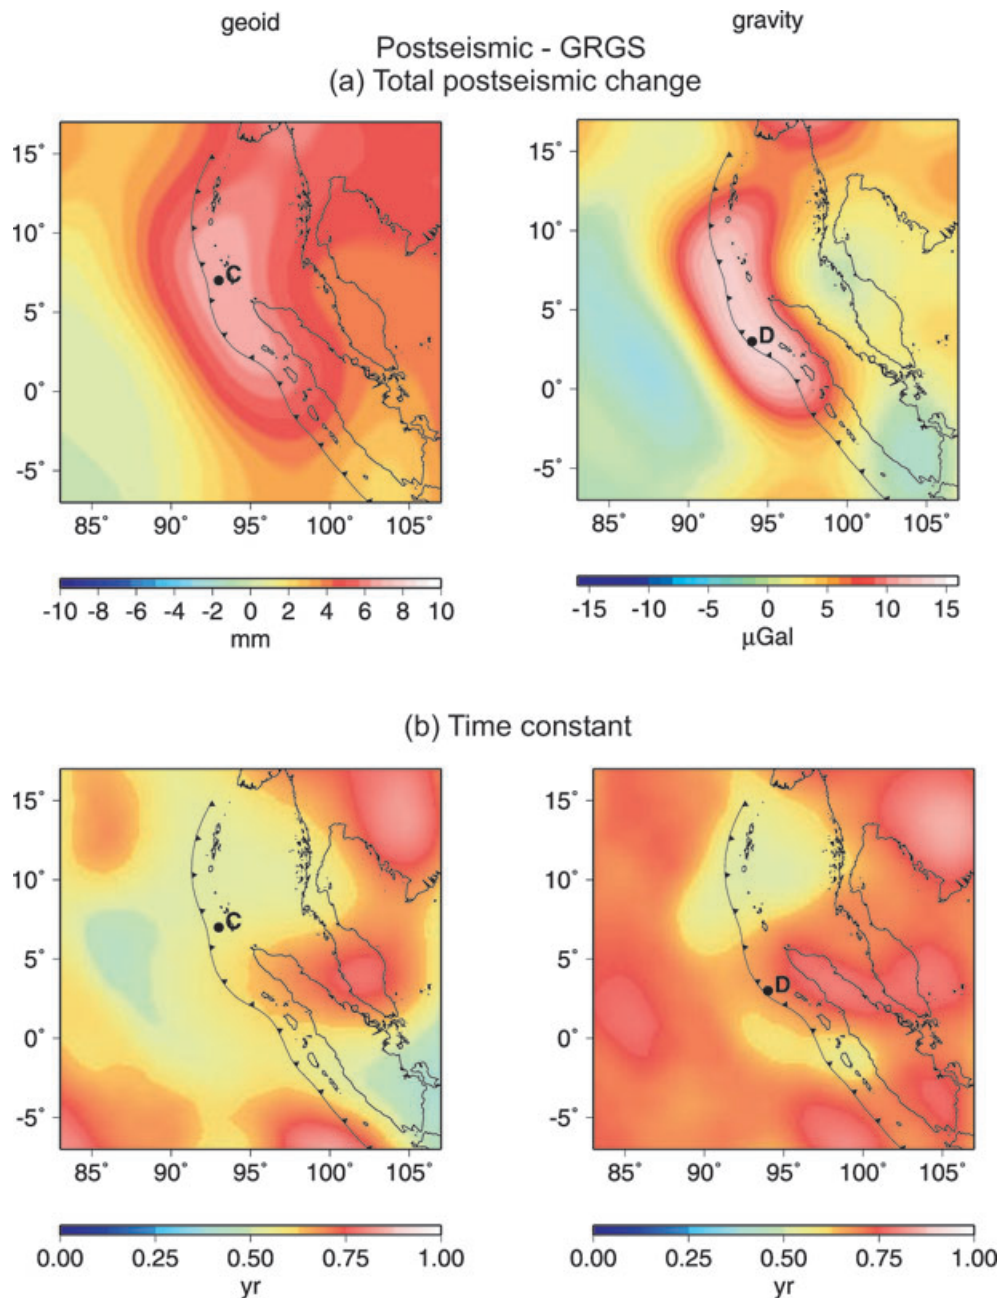 geoid gravity
Postseismic - GRGS
(a) Total postseismic change
15˚ 15˚
10˚ 10˚
C
5˚ 5˚
D
0˚ 0˚
-5˚ -5˚
85˚ 90˚ 95˚ 100˚ 105˚ 85˚ 90˚ 95˚ 100˚ 105˚
-10 -8 -6 -4 -2 0 2 4 6 8 10 -15 -10 -5 0 5 10 15
mm μGal
(b) Time constant
15˚ 15˚
10˚ 10˚
C
5˚ 5˚
D
0˚ 0˚
-5˚ -5˚
85˚ 90˚ 95˚ 100˚ 105˚ 85˚ 90˚ 95˚ 100˚ 105˚
0.00 0.25 0.50 0.75 1.00 0.00 0.25 0.50 0.75 1.00
yr yr